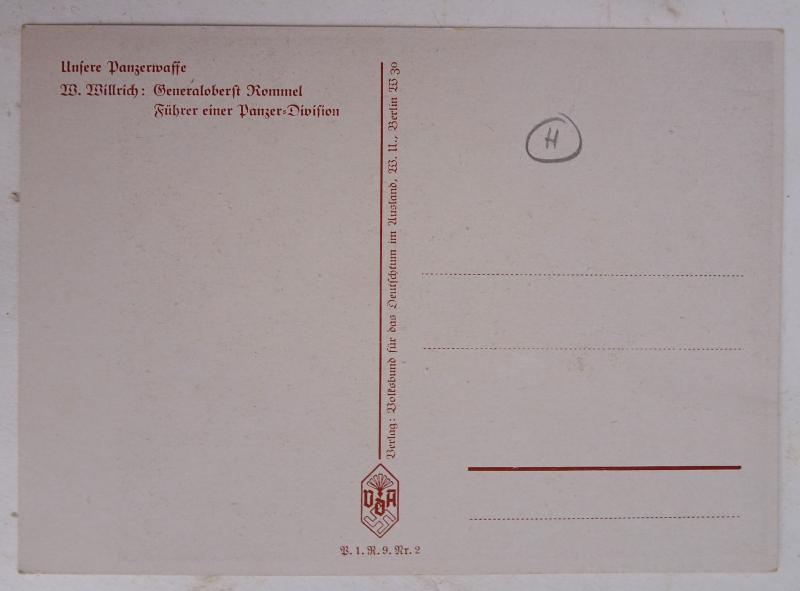 Unsere Panzerwaffe
W. Willrich: Generaloberst Rommel
Führer einer Panzer-Division
Verlag: Volksbund für das Deutschtum im Ausland, W. U., Berlin W 30
H
VDA
P. 1. R. 9. Nr. 2